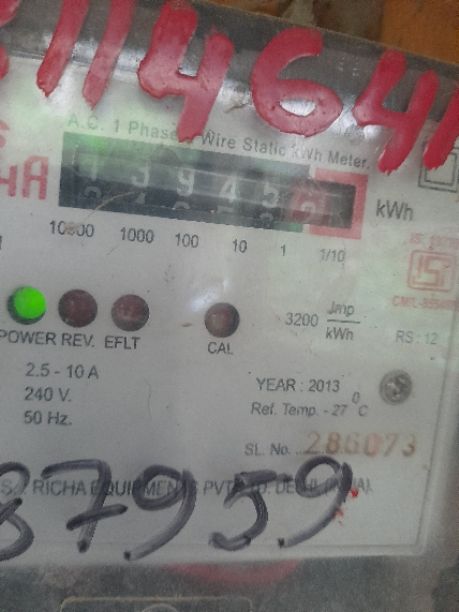 114641
A.C. 1 Phase 2 Wire Static kWh Meter.
kWh
10000 1000 100 10 1 1/10
3200 Jmp/kWh
POWER REV. EFLT
CAL
RS : 12
2.5 - 10 A
240 V.
50 Hz.
YEAR : 2013
Ref. Temp. - 27 °C
SL. No. 286073
87959
RICHA EQUIPMENTS PVT. LTD. DELHI (INDIA)